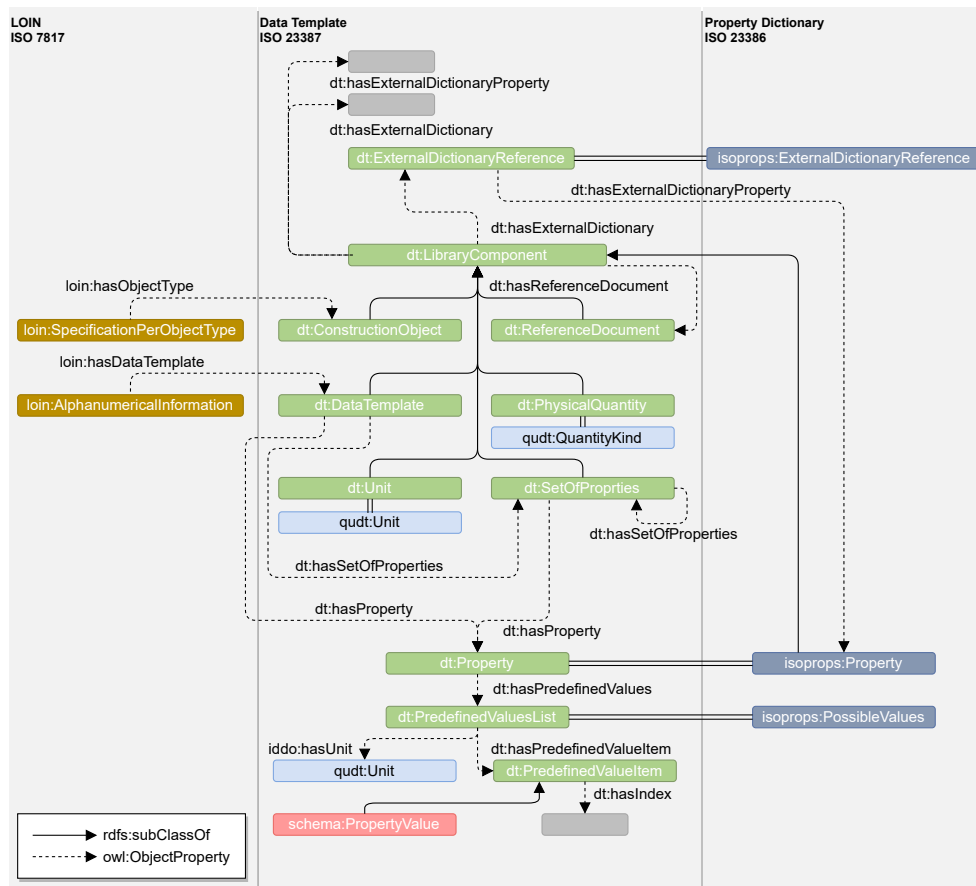 LOIN
ISO 7817
Data Template
ISO 23387
Property Dictionary
ISO 23386
dt:hasExternalDictionaryProperty
dt:hasExternalDictionary
dt:ExternalDictionaryReference
isoprops:ExternalDictionaryReference
dt:hasExternalDictionaryProperty
dt:hasExternalDictionary
dt:LibraryComponent
loin:hasObjectType
dt:hasReferenceDocument
loin:SpecificationPerObjectType
dt:ConstructionObject
dt:ReferenceDocument
loin:hasDataTemplate
loin:AlphanumericalInformation
dt:DataTemplate
dt:PhysicalQuantity
qudt:QuantityKind
dt:Unit
dt:SetOfProprties
qudt:Unit
dt:hasSetOfProperties
dt:hasSetOfProperties
dt:hasProperty
dt:hasProperty
dt:Property
isoprops:Property
dt:hasPredefinedValues
dt:PredefinedValuesList
isoprops:PossibleValues
iddo:hasUnit
dt:hasPredefinedValueItem
qudt:Unit
dt:PredefinedValueItem
dt:hasIndex
schema:PropertyValue
rdfs:subClassOf
owl:ObjectProperty